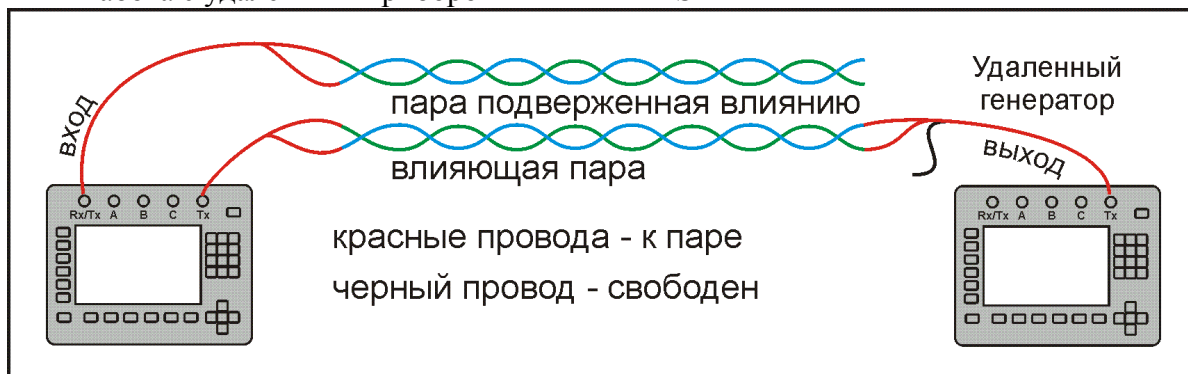 Удаленный
генератор
вход
пара подверженная влиянию
влияющая пара
выход
Rx/Tx A B C Tx
Rx/Tx A B C Tx
красные провода - к паре
черный провод - свободен